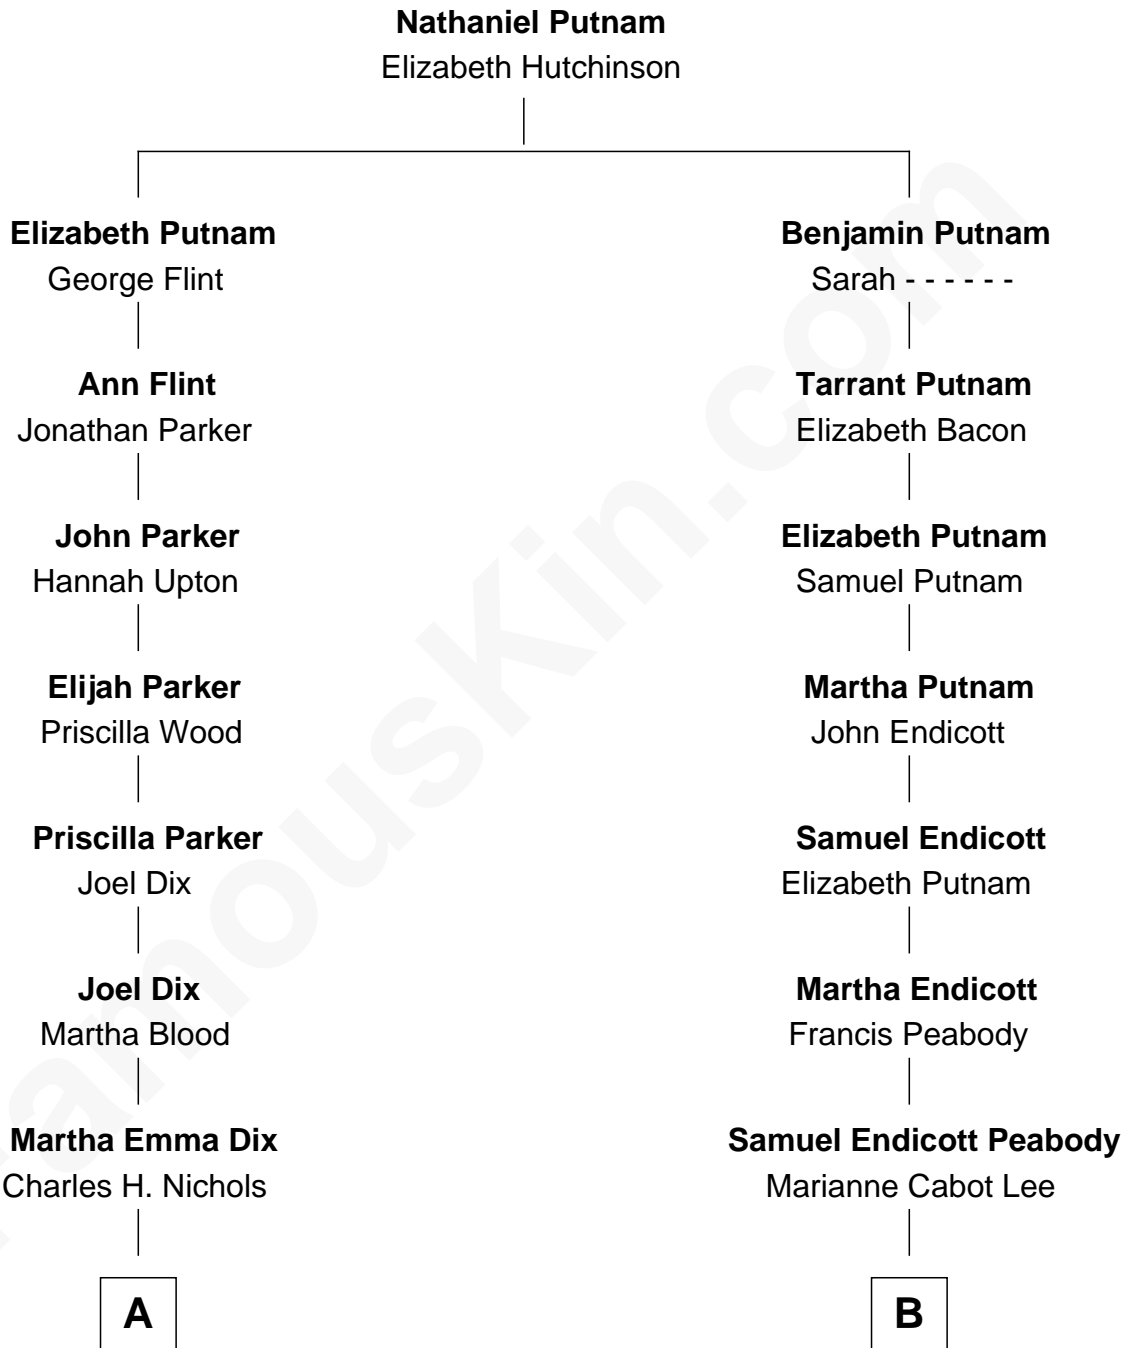 Nathaniel Putnam
Elizabeth Hutchinson
Elizabeth Putnam
George Flint
Benjamin Putnam
Sarah - - - - - -
Ann Flint
Jonathan Parker
Tarrant Putnam
Elizabeth Bacon
John Parker
Hannah Upton
Elizabeth Putnam
Samuel Putnam
Elijah Parker
Priscilla Wood
Martha Putnam
John Endicott
Priscilla Parker
Joel Dix
Samuel Endicott
Elizabeth Putnam
Joel Dix
Martha Blood
Martha Endicott
Francis Peabody
Martha Emma Dix
Charles H. Nichols
Samuel Endicott Peabody
Marianne Cabot Lee
A
B
FamousKin.com